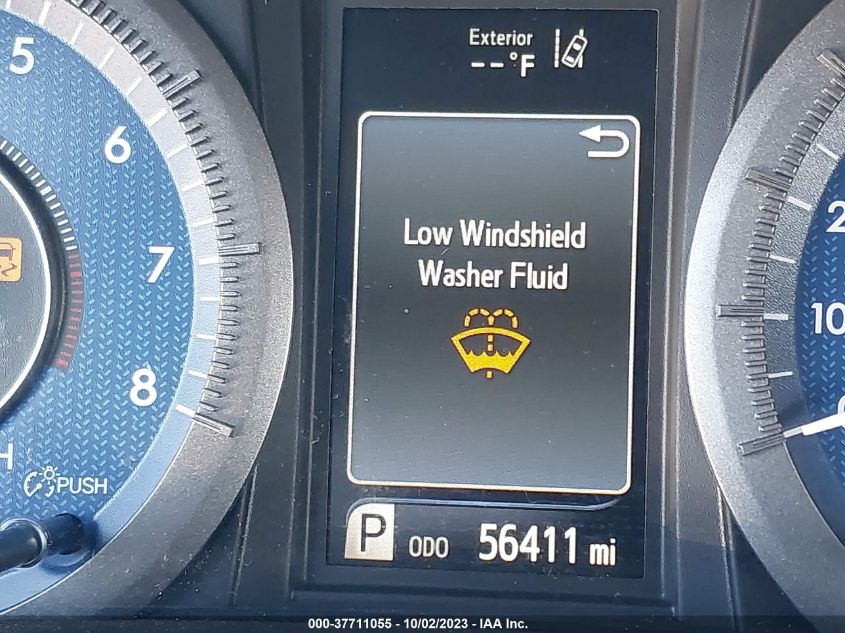 Exterior
--°F
Low Windshield
Washer Fluid
P ODO 56411 mi
5
6
7
8
PUSH
2
10
000-37711055 - 10/02/2023 - IAA Inc.